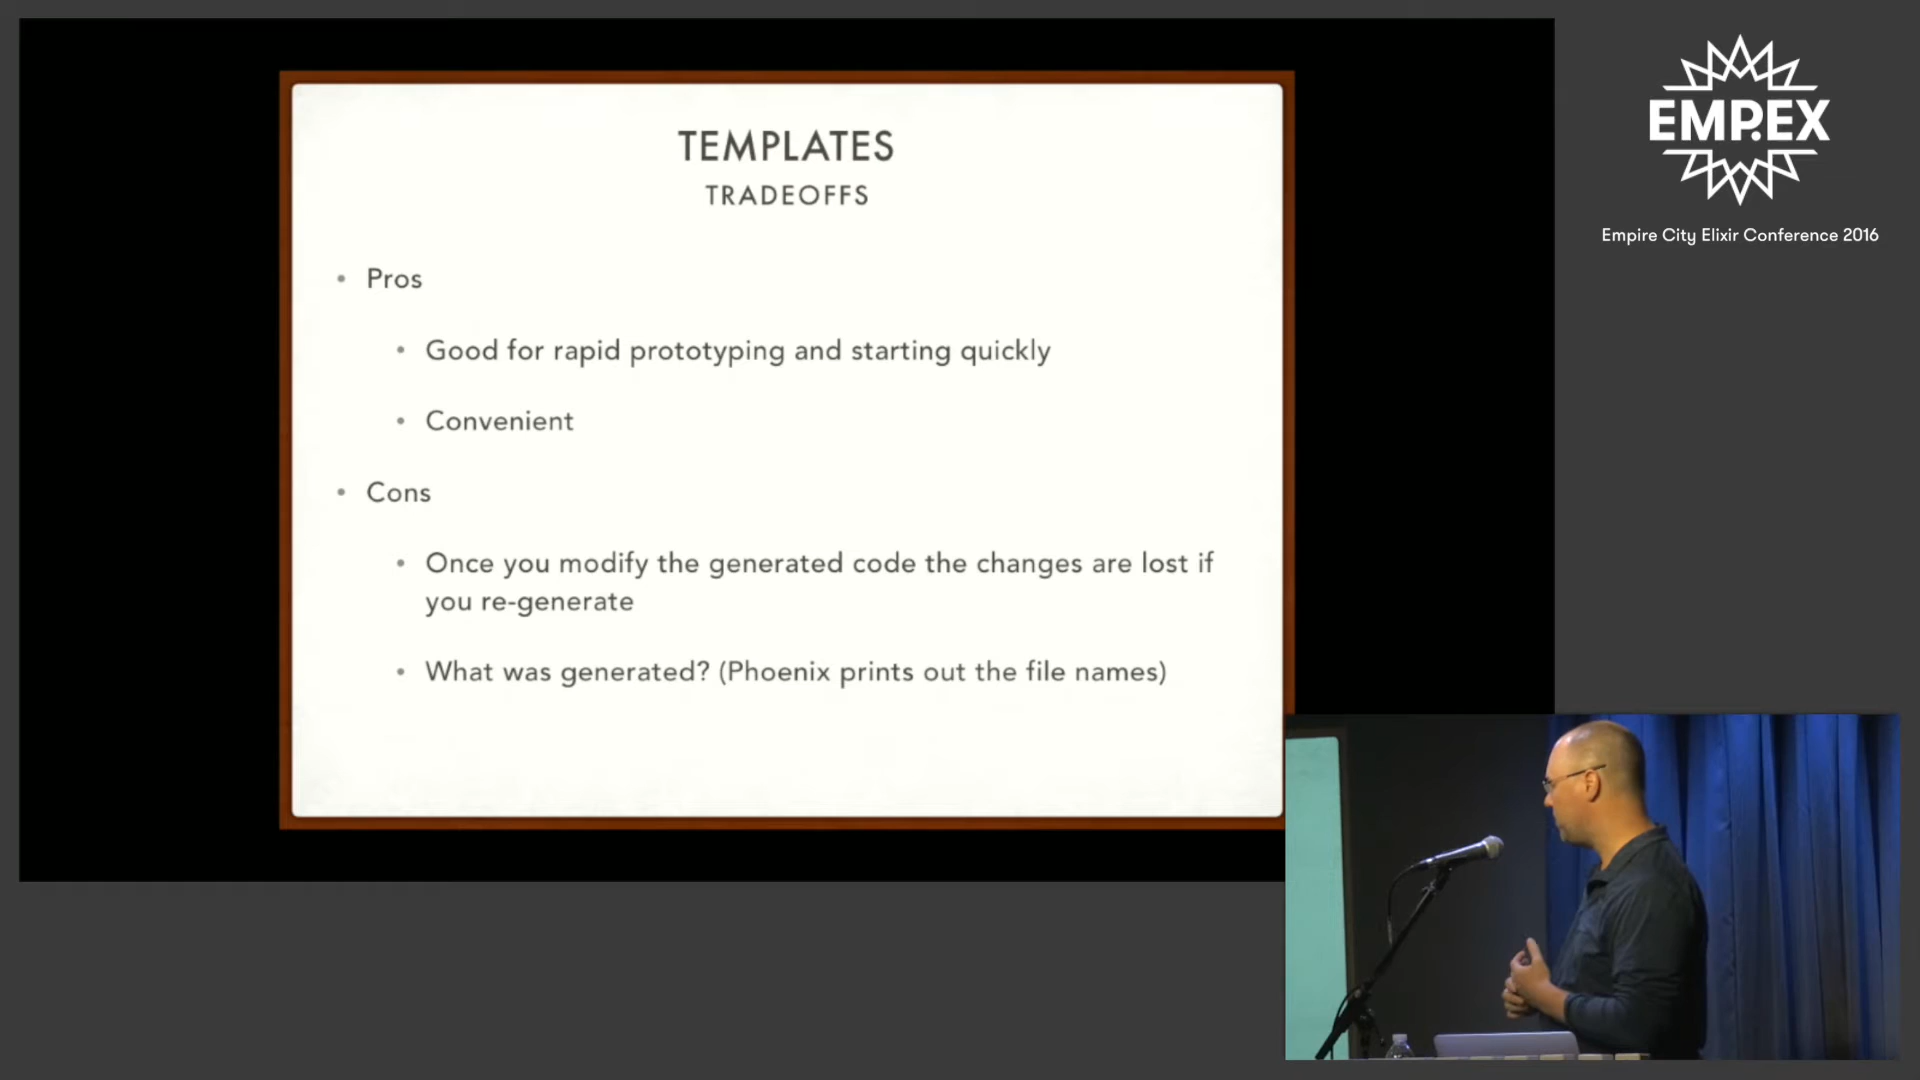 TEMPLATES
TRADEOFFS
• Pros
• Good for rapid prototyping and starting quickly
• Convenient
• Cons
• Once you modify the generated code the changes are lost if
you re-generate
• What was generated? (Phoenix prints out the file names)
EMP.EX
Empire City Elixir Conference 2016